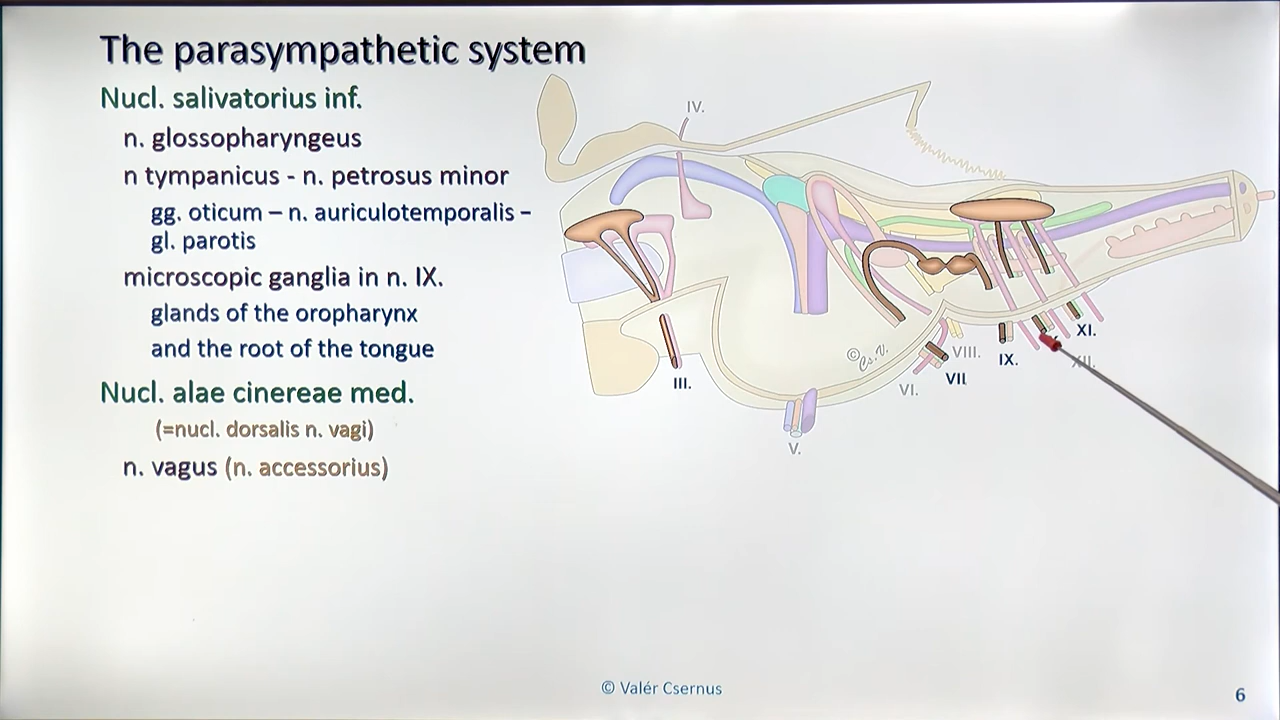 The parasympathetic system
Nucl. salivatorius inf.
n. glossopharyngeus
n tympanicus - n. petrosus minor
gg. oticum – n. auriculotemporalis –
gl. parotis
microscopic ganglia in n. IX.
glands of the oropharynx
and the root of the tongue
Nucl. alae cinereae med.
(=nucl. dorsalis n. vagi)
n. vagus (n. accessorius)
IV.
III.
V.
VI.
VII.
VIII.
IX.
XI.
XII.
© Cs.V.
© Valér Csernus
6